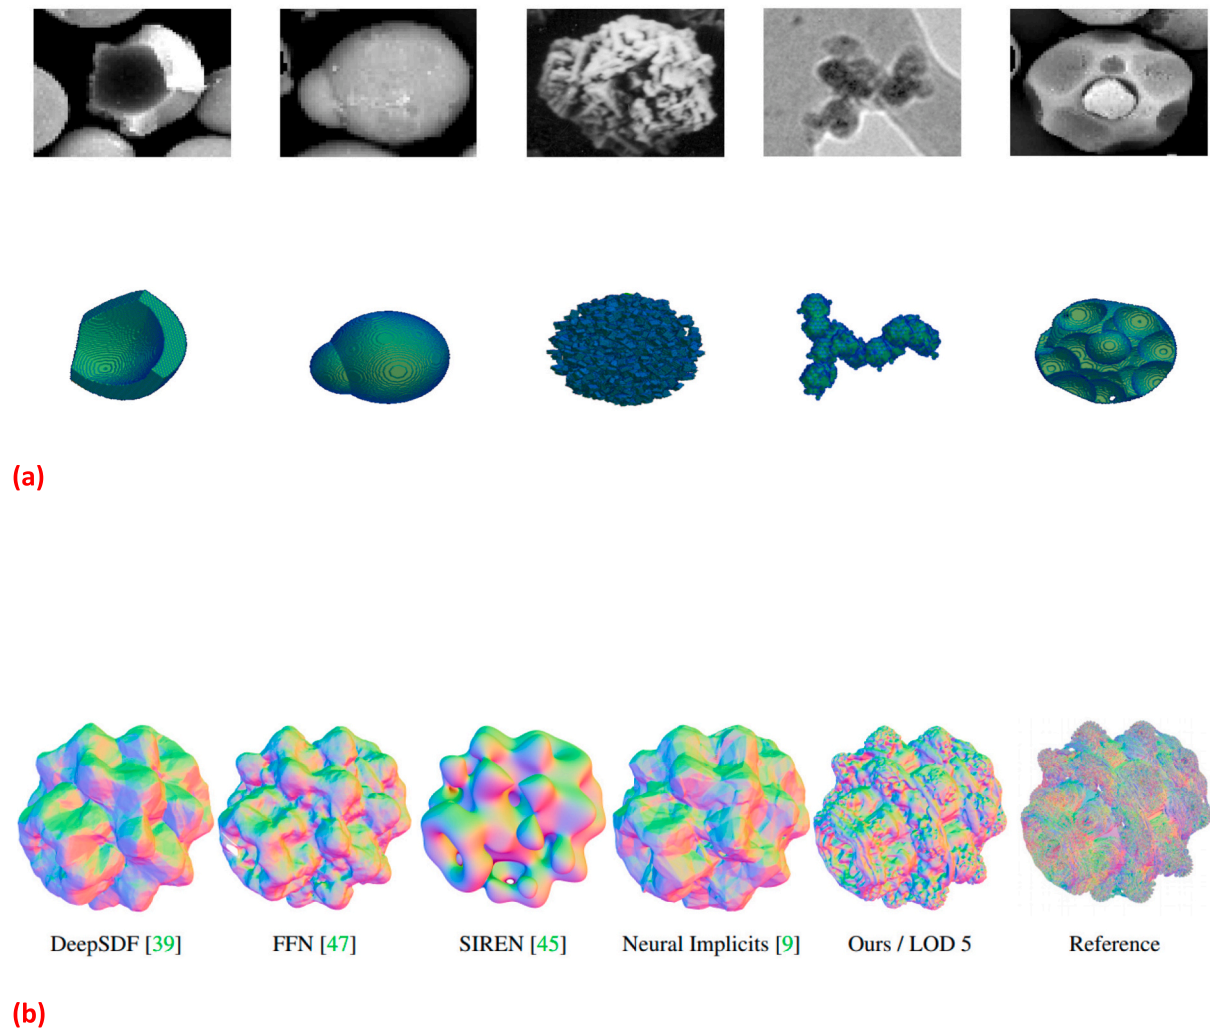 (a)
DeepSDF [39] FFN [47] SIREN [45] Neural Implicits [9] Ours / LOD 5 Reference
(b)